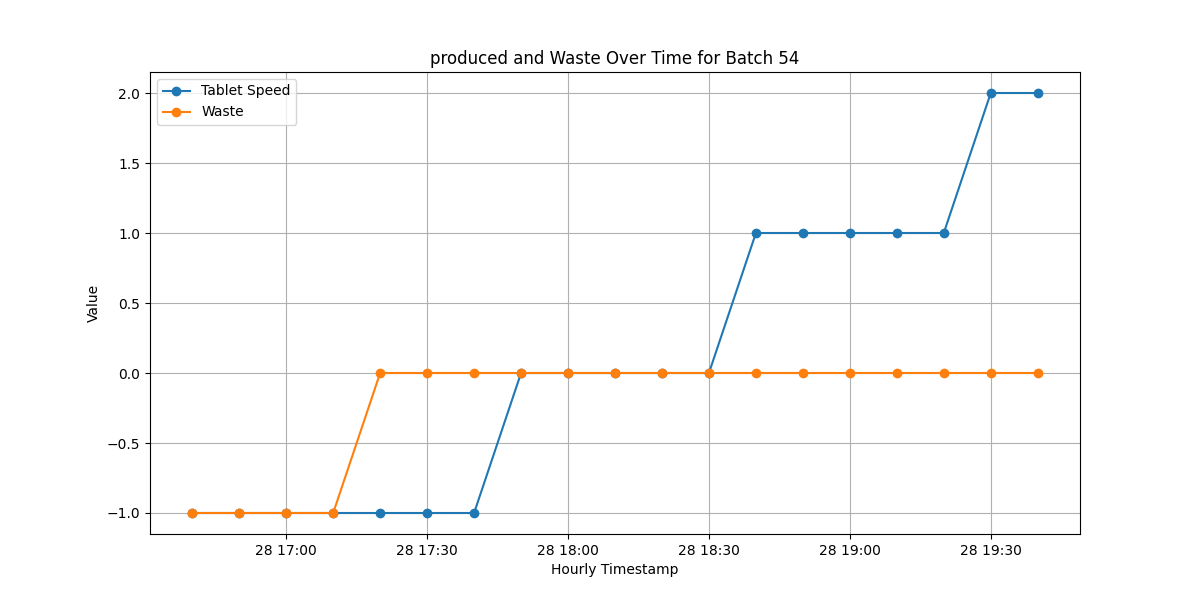 produced and Waste Over Time for Batch 54
Tablet Speed
Waste
2.0
1.5
1.0
0.5
0.0
−0.5
−1.0
Value
28 17:00 28 17:30 28 18:00 28 18:30 28 19:00 28 19:30
Hourly Timestamp